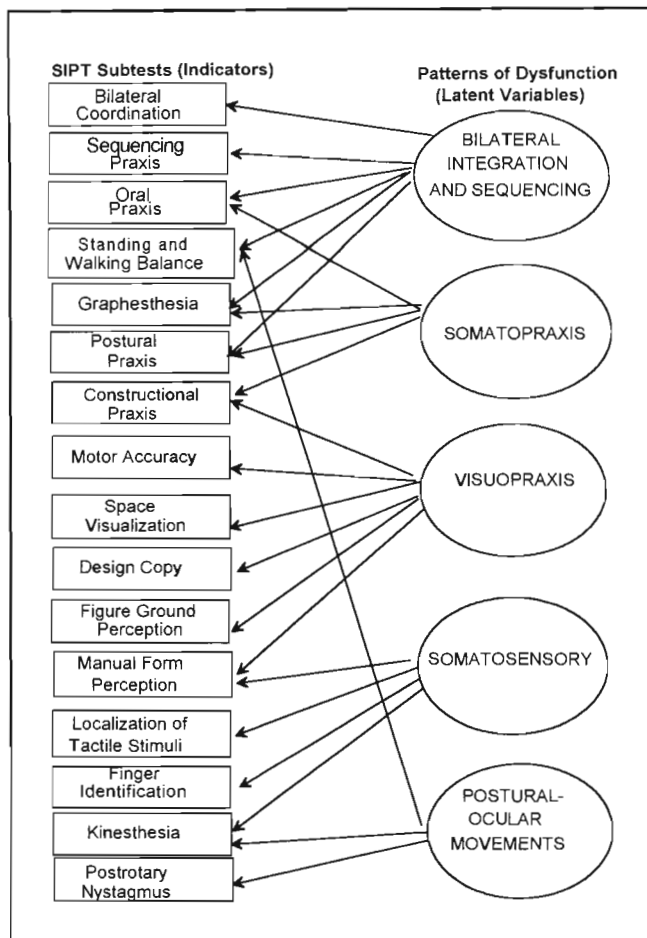 SIPT Subtests (Indicators)
Bilateral
Coordination
Sequencing
Praxis
Oral
Praxis
Standing and
Walking Balance
Graphesthesia
Postural
Praxis
Constructional
Praxis
Motor Accuracy
Space
Visualization
Design Copy
Figure Ground
Perception
Manual Form
Perception
Localization of
Tactile Stimuli
Finger
Identification
Kinesthesia
Postrotary
Nystagmus
Patterns of Dysfunction
(Latent Variables)
BILATERAL
INTEGRATION
AND SEQUENCING
SOMATOPRAXIS
VISUOPRAXIS
SOMATOSENSORY
POSTURAL-
OCULAR
MOVEMENTS